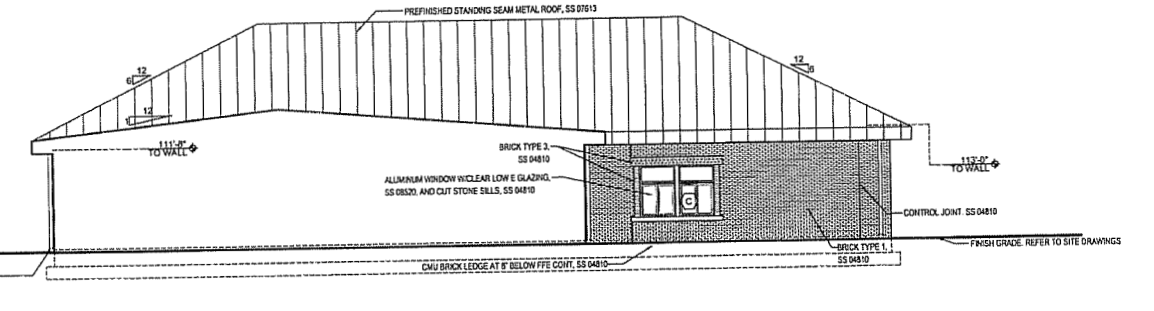 PREFINISHED STANDING SEAM METAL ROOF, SS 07613
12
6
12
6
12
1
111'-8"
TO WALL
BRICK TYPE 3,
SS 04810
113'-0"
TO WALL
ALUMINUM WINDOW W/CLEAR LOW E GLAZING,
SS 08520, AND CUT STONE SILLS, SS 04810
C
CONTROL JOINT. SS 04810
BRICK TYPE 1,
SS 04810
FINISH GRADE. REFER TO SITE DRAWINGS
CMU BRICK LEDGE AT 8" BELOW FFE CONT, SS 04810